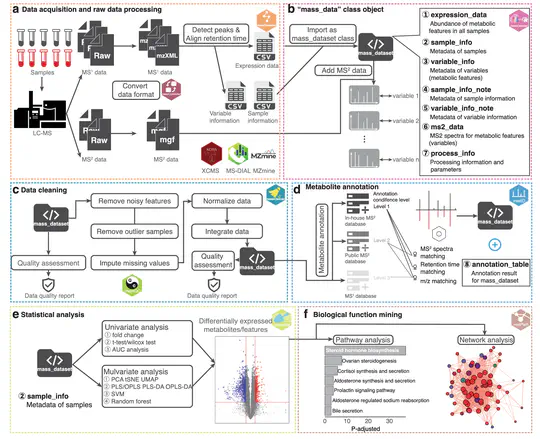 a Data acquisition and raw data processing
Samples
LC-MS
Raw
Raw
MS¹ data
mzXML
MS¹ data
Detect peaks &
Align retention time
CSV
Expression data
CSV
CSV
Variable
information
Sample
information
Convert
data format
Raw
MS² data
mgf
MS² data
XCMS
XCMS
MS-DIAL
MZmine
MZmine
b "mass_data" class object
Import as
mass_dataset class
mass_dataset
Add MS² data
variable 1
variable 2
variable n
① expression_data
Abundance of metabolic
features in all samples
② sample_info
Metadata of samples
③ variable_info
Metadata of variables
(metabolic features)
④ sample_info_note
Metadata of sample information
⑤ variable_info_note
Metadata of variable information
⑥ ms2_data
MS2 spectra for metabolic features
(variables)
⑦ process_info
Processing information and
parameters
c Data cleaning
mass_dataset
Quality assessment
Data quality report
Remove noisy features
Remove outlier samples
Impute missing values
Normalize data
Integrate data
Quality
assessment
Data quality report
mass_dataset
d Metabolite annotation
Metabolite annotation
Annotation
condifence level
Level 1
In-house MS²
database
Level 2
Public MS²
database
Level 3
MS¹ database
MS² spectra
matching
Retention time
matching
m/z matching
mass_dataset
⑧ annotation_table
Annotation result
for mass_dataset
e Statistical analysis
mass_dataset
② sample_info
Metadata of samples
Univariate analysis
① fold change
② t-test/wilcox test
③ AUC analysis
Mulvariate analysis
① PCA tSNE UMAP
② PLS/OPLS PLS-DA OPLS-DA
③ SVM
④ Random forest
Differentially expressed
metabolites/features
f Biological function mining
Pathway analysis
Steroid hormone biosynthesis
Ovarian steroidogenesis
Cortisol synthesis and secretion
Aldosterone synthesis and secretion
Prolactin signaling pathway
Aldosterone regulated sodium reabsorption
Bile secretion
0 10 20 30
P-adjusted
Network analysis